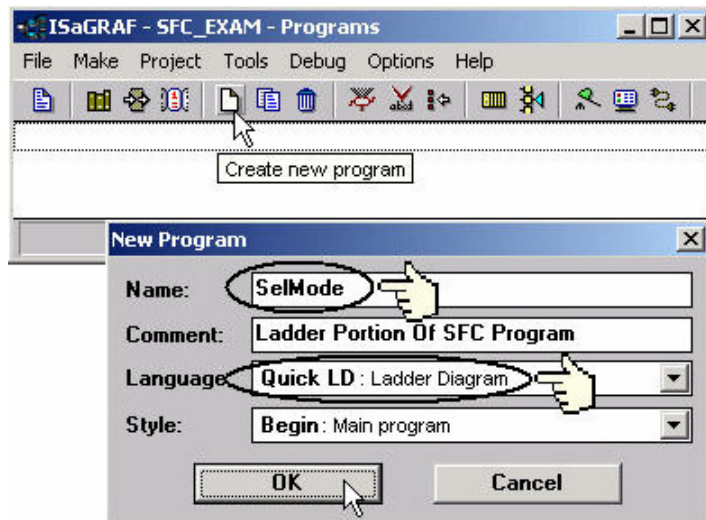 ISaGRAF - SFC_EXAM - Programs
File Make Project Tools Debug Options Help
Create new program
New Program
Name: SelMode
Comment: Ladder Portion Of SFC Program
Language Quick LD : Ladder Diagram
Style: Begin : Main program
OK Cancel